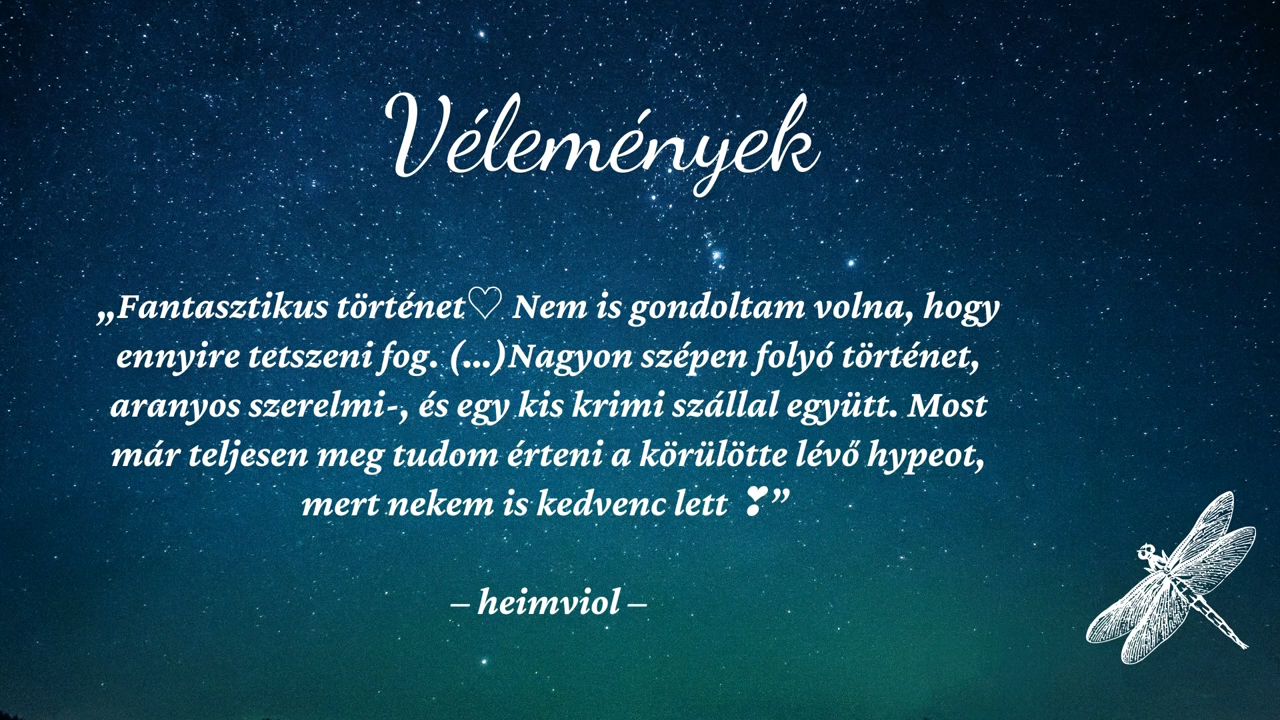 Vélemények
„Fantasztikus történet♡ Nem is gondoltam volna, hogy
ennyire tetszeni fog. (...)Nagyon szépen folyó történet,
aranyos szerelmi-, és egy kis krimi szállal együtt. Most
már teljesen meg tudom érteni a körülötte lévő hypeot,
mert nekem is kedvenc lett ❣”
– heimviol –